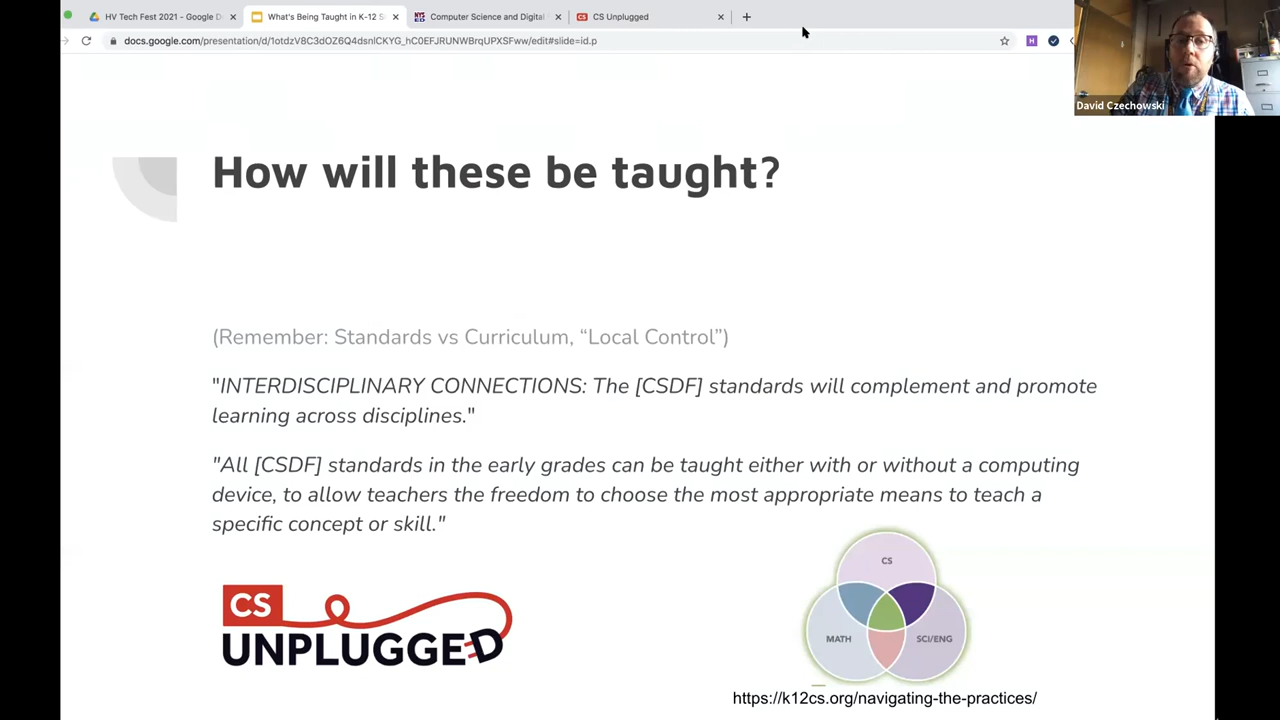 HV Tech Fest 2021 - Google D
What's Being Taught in K-12 S
Computer Science and Digital
CS Unplugged
docs.google.com/presentation/d/1otdzV8C3dOZ6Q4dsnlCKYG_hC0EFJRUNWBrqUPXSFww/edit#slide=id.p
David Czechowski
How will these be taught?
(Remember: Standards vs Curriculum, “Local Control”)
"INTERDISCIPLINARY CONNECTIONS: The [CSDF] standards will complement and promote
learning across disciplines."
"All [CSDF] standards in the early grades can be taught either with or without a computing
device, to allow teachers the freedom to choose the most appropriate means to teach a
specific concept or skill."
CS
UNPLUGGED
CS
MATH
SCI/ENG
https://k12cs.org/navigating-the-practices/